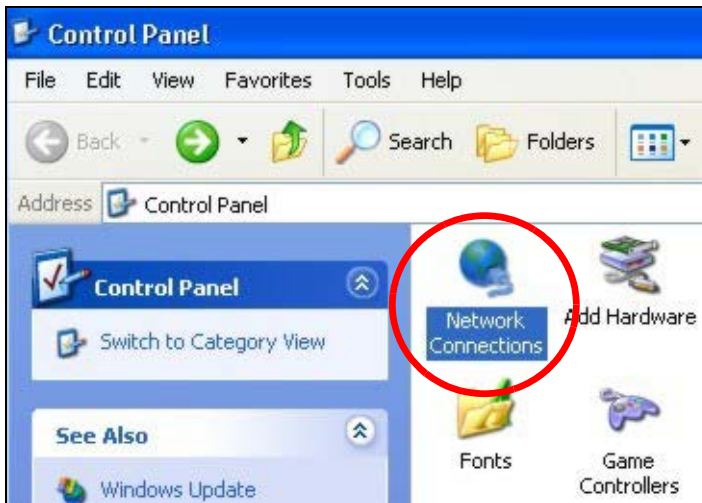 Control Panel
File Edit View Favorites Tools Help
Back Search Folders
Address Control Panel
Control Panel
Switch to Category View
See Also
Windows Update
Network
Connections
Add Hardware
Fonts
Game
Controllers